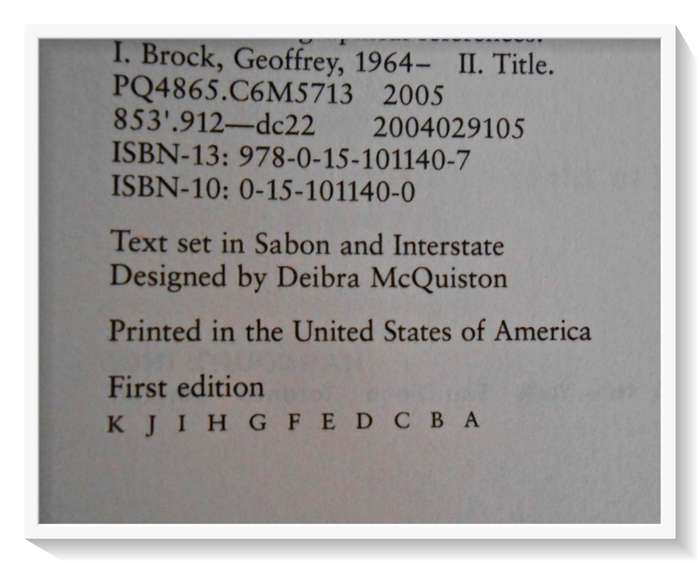 references.
I. Brock, Geoffrey, 1964– II. Title.
PQ4865.C6M5713 2005
853'.912—dc22 2004029105
ISBN-13: 978-0-15-101140-7
ISBN-10: 0-15-101140-0
Text set in Sabon and Interstate
Designed by Deibra McQuiston
Printed in the United States of America
First edition
K J I H G F E D C B A